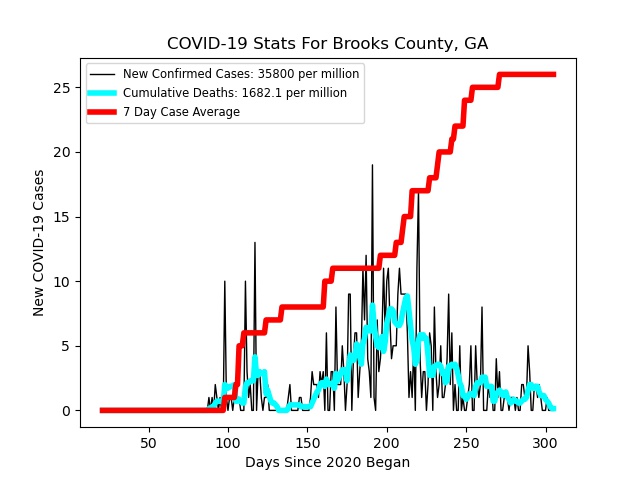 COVID-19 Stats For Brooks County, GA
New Confirmed Cases: 35800 per million
Cumulative Deaths: 1682.1 per million
7 Day Case Average
New COVID-19 Cases
25
20
15
10
5
0
50 100 150 200 250 300
Days Since 2020 Began